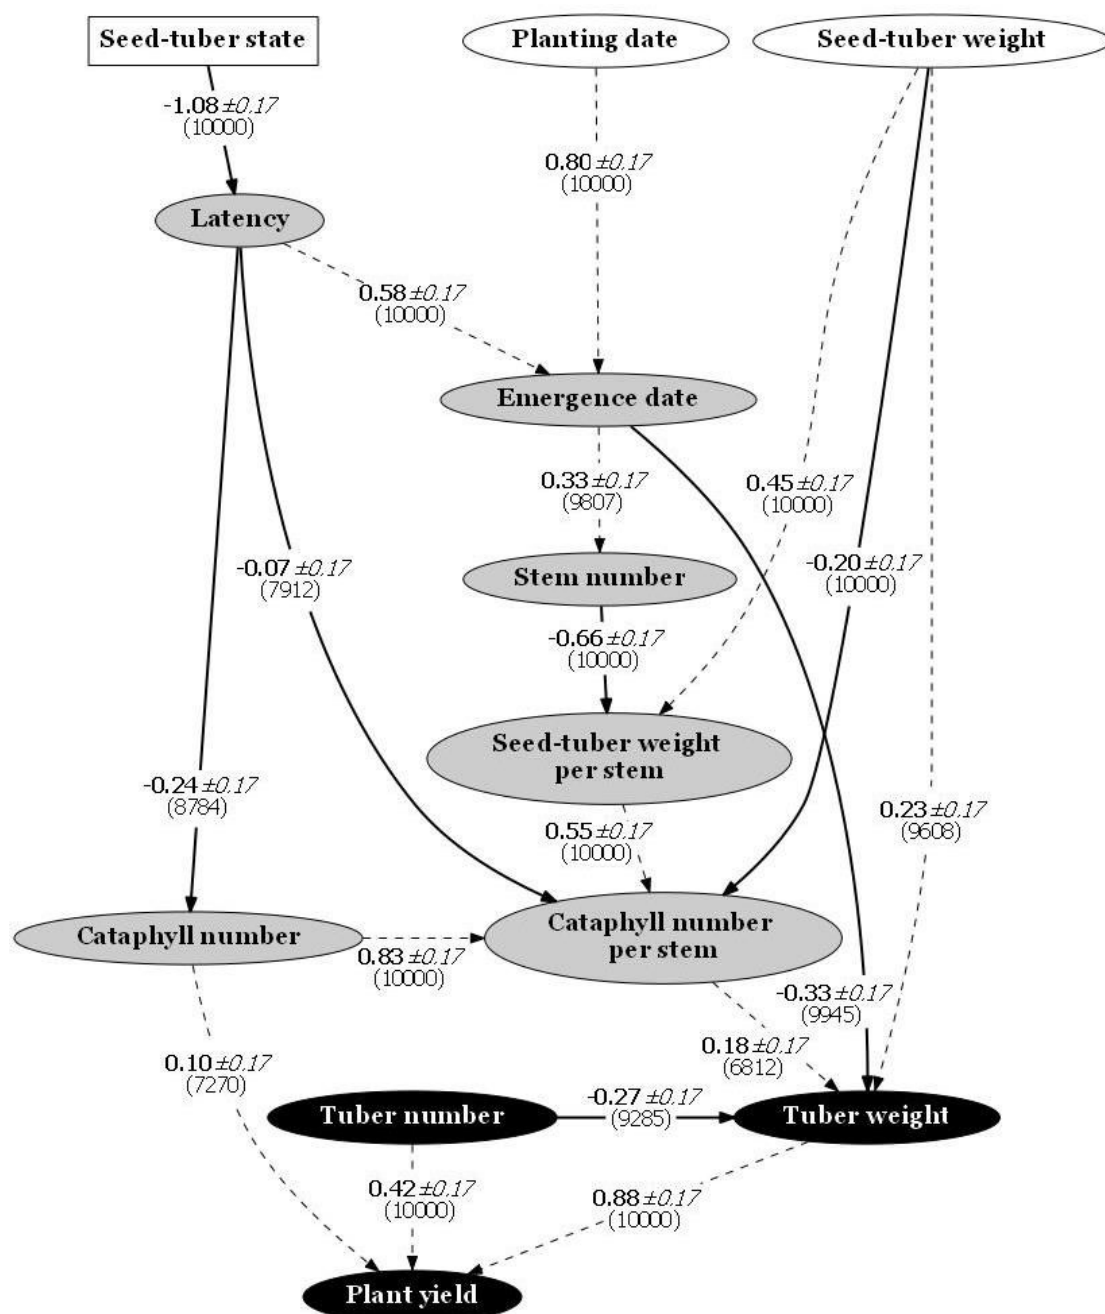 Seed-tuber state
Planting date
Seed-tuber weight
-1.08 ±0.17
(10000)
0.80 ±0.17
(10000)
Latency
0.58 ±0.17
(10000)
Emergence date
0.33 ±0.17
(9807)
0.45 ±0.17
(10000)
-0.20 ±0.17
(10000)
-0.07 ±0.17
(7912)
Stem number
-0.66 ±0.17
(10000)
Seed-tuber weight
per stem
-0.24 ±0.17
(8784)
0.55 ±0.17
(10000)
0.23 ±0.17
(9608)
Cataphyll number
0.83 ±0.17
(10000)
Cataphyll number
per stem
-0.33 ±0.17
(9945)
0.18 ±0.17
(6812)
0.10 ±0.17
(7270)
Tuber number
-0.27 ±0.17
(9285)
Tuber weight
0.42 ±0.17
(10000)
0.88 ±0.17
(10000)
Plant yield